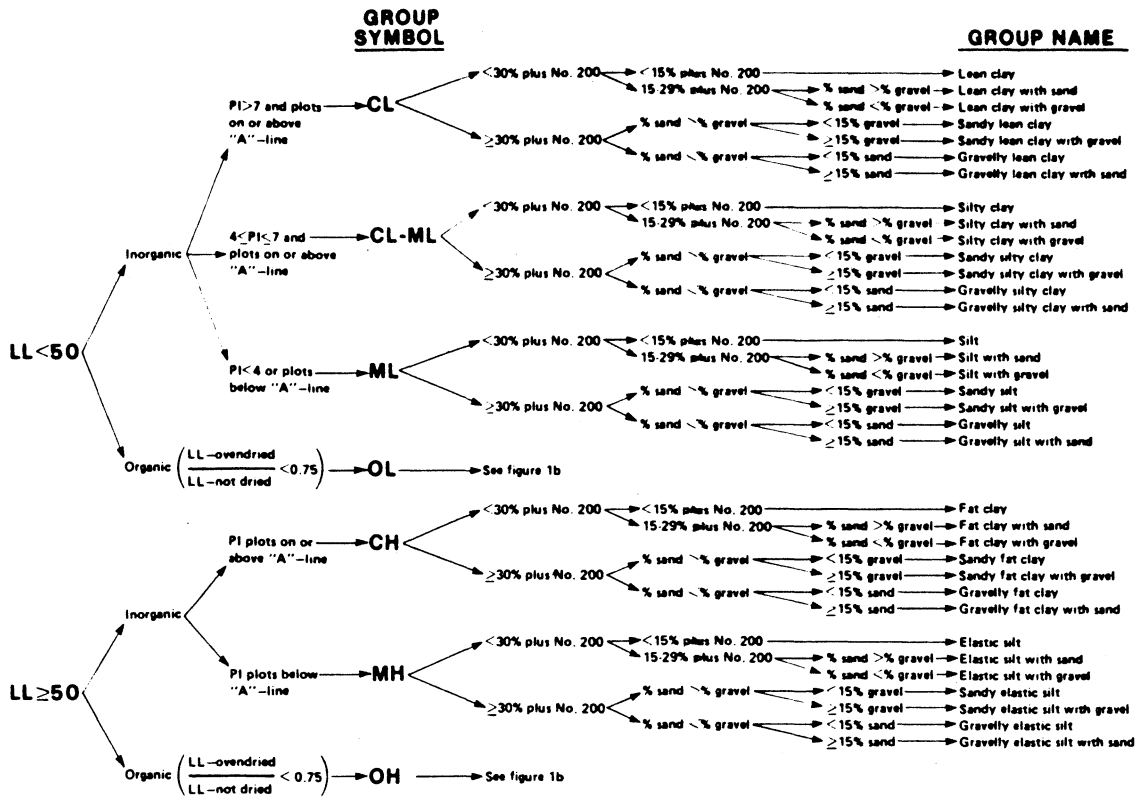 GROUP SYMBOL
GROUP NAME
LL<50
Inorganic
PI>7 and plots on or above "A"-line
CL
<30% plus No. 200
<15% plus No. 200
Lean clay
15-29% plus No. 200
% sand >% gravel
Lean clay with sand
% sand <% gravel
Lean clay with gravel
≥30% plus No. 200
% sand % gravel
<15% gravel
Sandy lean clay
≥15% gravel
Sandy lean clay with gravel
% sand % gravel
<15% sand
Gravelly lean clay
≥15% sand
Gravelly lean clay with sand
4≤PI≤7 and plots on or above "A"-line
CL-ML
<30% plus No. 200
<15% plus No. 200
Silty clay
15-29% plus No. 200
% sand >% gravel
Silty clay with sand
% sand <% gravel
Silty clay with gravel
≥30% plus No. 200
% sand % gravel
<15% gravel
Sandy silty clay
≥15% gravel
Sandy silty clay with gravel
% sand % gravel
<15% sand
Gravelly silty clay
≥15% sand
Gravelly silty clay with sand
PI<4 or plots below "A"-line
ML
<30% plus No. 200
<15% plus No. 200
Silt
15-29% plus No. 200
% sand >% gravel
Silt with sand
% sand <% gravel
Silt with gravel
≥30% plus No. 200
% sand % gravel
<15% gravel
Sandy silt
≥15% gravel
Sandy silt with gravel
% sand % gravel
<15% sand
Gravelly silt
≥15% sand
Gravelly silt with sand
Organic (LL-ovendried / LL-not dried <0.75)
OL
See figure 1b
LL≥50
Inorganic
PI plots on or above "A"-line
CH
<30% plus No. 200
<15% plus No. 200
Fat clay
15-29% plus No. 200
% sand >% gravel
Fat clay with sand
% sand <% gravel
Fat clay with gravel
≥30% plus No. 200
% sand % gravel
<15% gravel
Sandy fat clay
≥15% gravel
Sandy fat clay with gravel
% sand % gravel
<15% sand
Gravelly fat clay
≥15% sand
Gravelly fat clay with sand
PI plots below "A"-line
MH
<30% plus No. 200
<15% plus No. 200
Elastic silt
15-29% plus No. 200
% sand >% gravel
Elastic silt with sand
% sand <% gravel
Elastic silt with gravel
≥30% plus No. 200
% sand % gravel
<15% gravel
Sandy elastic silt
≥15% gravel
Sandy elastic silt with gravel
% sand % gravel
<15% sand
Gravelly elastic silt
≥15% sand
Gravelly elastic silt with sand
Organic (LL-ovendried / LL-not dried <0.75)
OH
See figure 1b